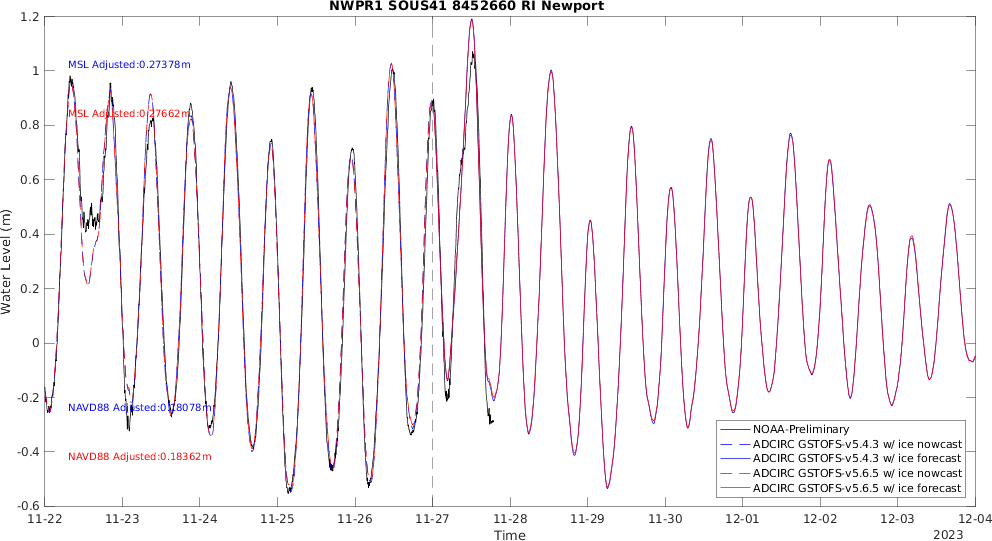 NWPR1 SOUS41 8452660 RI Newport
1.2
1
0.8
0.6
0.4
0.2
0
-0.2
-0.4
-0.6
Water Level (m)
MSL Adjusted:0.27378m
MSL Adjusted:0.27662m
NAVD88 Adjusted:0.18078m
NAVD88 Adjusted:0.18362m
NOAA-Preliminary
ADCIRC GSTOFS-v5.4.3 w/ ice nowcast
ADCIRC GSTOFS-v5.4.3 w/ ice forecast
ADCIRC GSTOFS-v5.6.5 w/ ice nowcast
ADCIRC GSTOFS-v5.6.5 w/ ice forecast
11-22 11-23 11-24 11-25 11-26 11-27 11-28 11-29 11-30 12-01 12-02 12-03 12-04
Time
2023